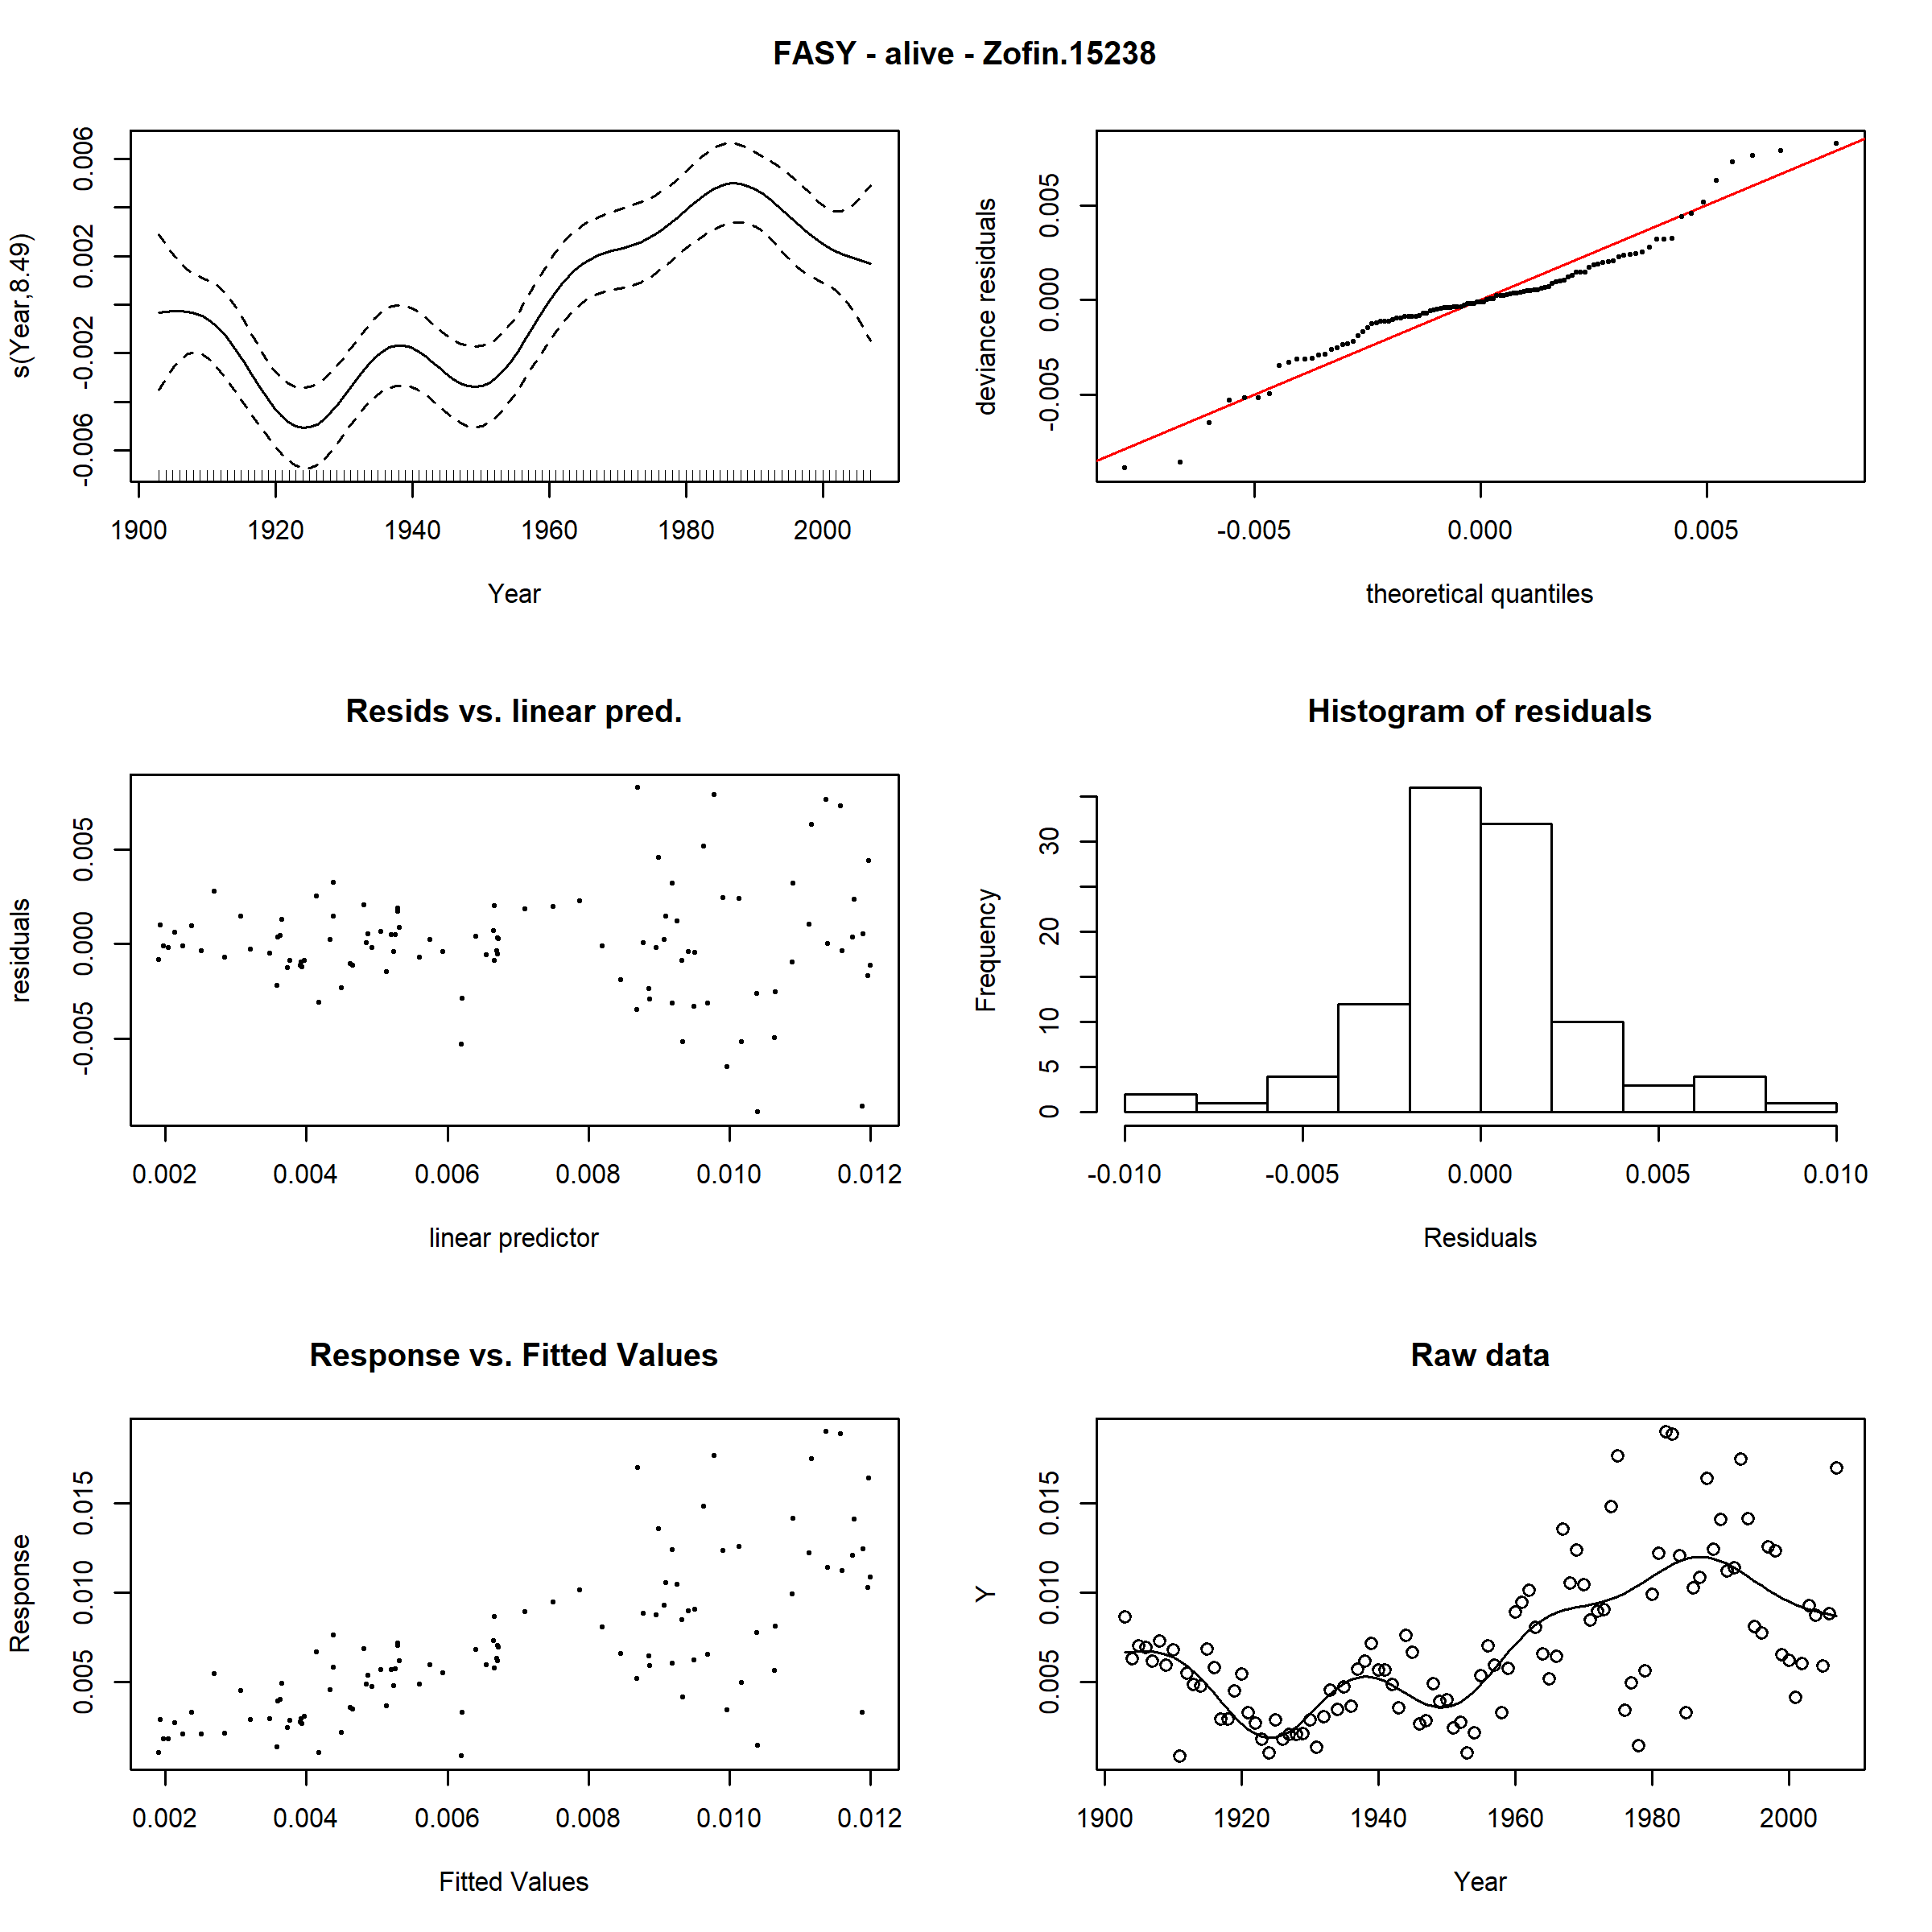 FASY - alive - Zofin.15238
s(Year,8.49)
-0.006 -0.002 0.002 0.006
1900 1920 1940 1960 1980 2000
Year
deviance residuals
-0.005 0.000 0.005
-0.005 0.000 0.005
theoretical quantiles
Resids vs. linear pred.
residuals
-0.005 0.000 0.005
0.002 0.004 0.006 0.008 0.010 0.012
linear predictor
Histogram of residuals
Frequency
0 5 10 20 30
-0.010 -0.005 0.000 0.005 0.010
Residuals
Response vs. Fitted Values
Response
0.005 0.010 0.015
0.002 0.004 0.006 0.008 0.010 0.012
Fitted Values
Raw data
Y
0.005 0.010 0.015
1900 1920 1940 1960 1980 2000
Year